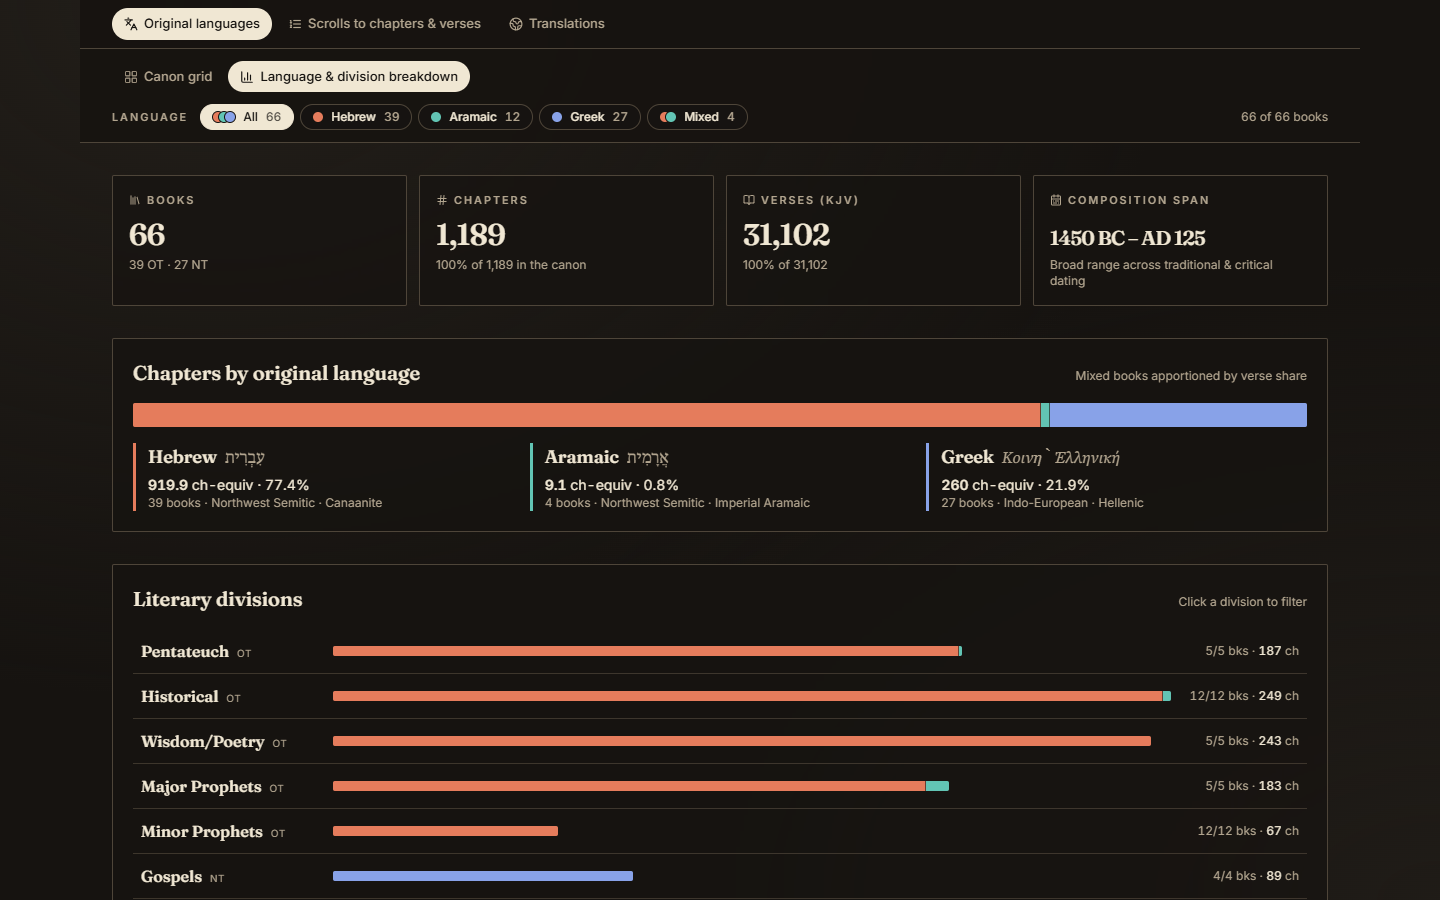 Original languages Scrolls to chapters & verses Translations
Canon grid Language & division breakdown
LANGUAGE All 66 Hebrew 39 Aramaic 12 Greek 27 Mixed 4 66 of 66 books
BOOKS
66
39 OT · 27 NT
CHAPTERS
1,189
100% of 1,189 in the canon
VERSES (KJV)
31,102
100% of 31,102
COMPOSITION SPAN
1450 BC – AD 125
Broad range across traditional & critical
dating
Chapters by original language Mixed books apportioned by verse share
Hebrew עִבְרִית
919.9 ch-equiv · 77.4%
39 books · Northwest Semitic · Canaanite
Aramaic אֲרָמִית
9.1 ch-equiv · 0.8%
4 books · Northwest Semitic · Imperial Aramaic
Greek Κοινὴ Ἑλληνική
260 ch-equiv · 21.9%
27 books · Indo-European · Hellenic
Literary divisions Click a division to filter
Pentateuch OT 5/5 bks · 187 ch
Historical OT 12/12 bks · 249 ch
Wisdom/Poetry OT 5/5 bks · 243 ch
Major Prophets OT 5/5 bks · 183 ch
Minor Prophets OT 12/12 bks · 67 ch
Gospels NT 4/4 bks · 89 ch